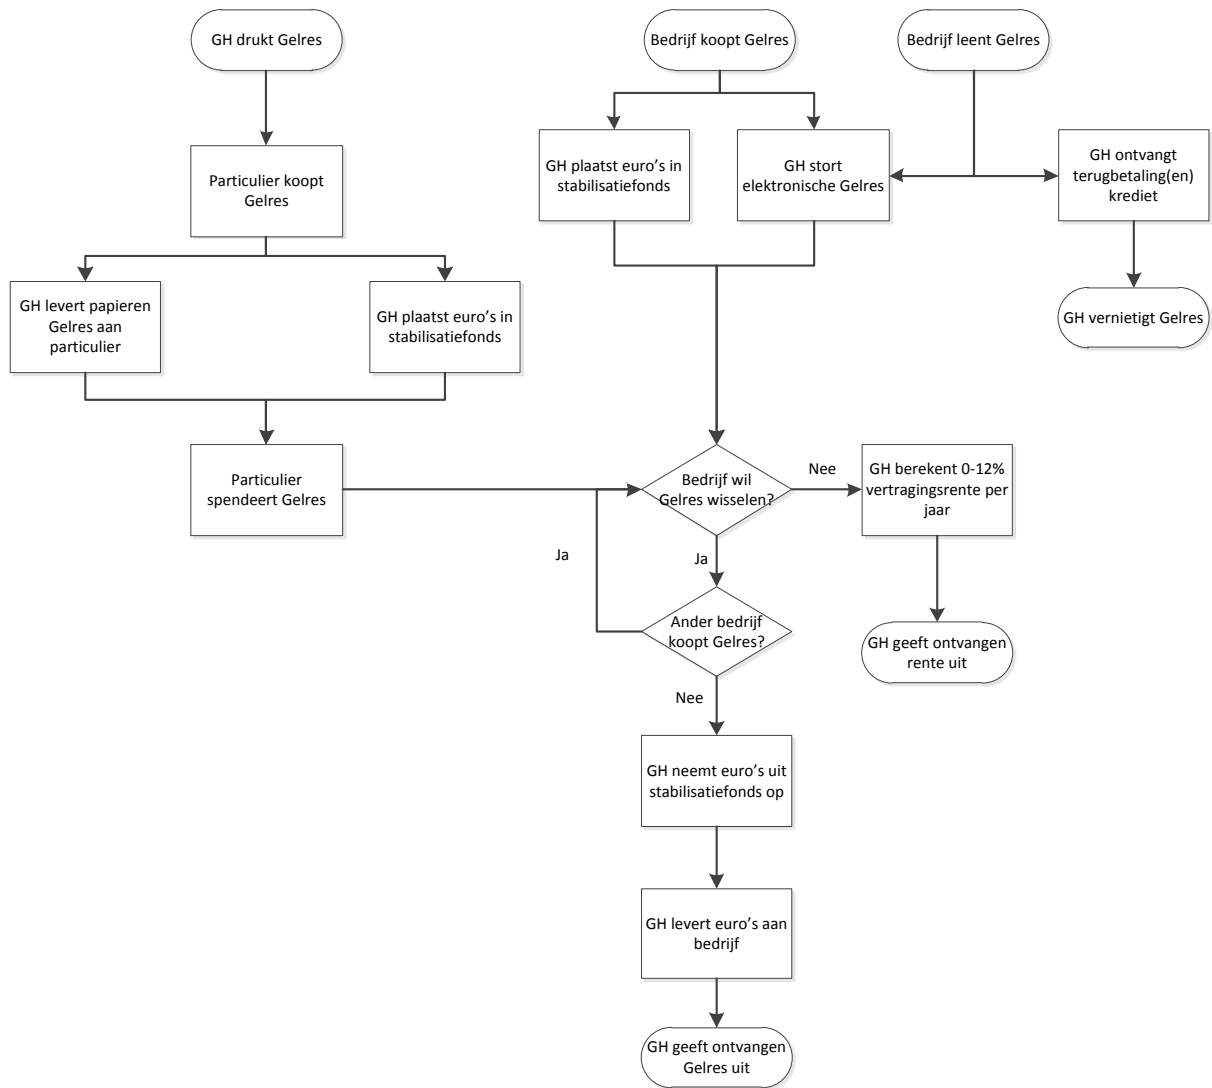 GH drukt Gelres
Bedrijf koopt Gelres
Bedrijf leent Gelres
Particulier koopt
Gelres
GH plaatst euro's in
stabilisatiefonds
GH stort
elektronische Gelres
GH ontvangt
terugbetaling(en)
krediet
GH levert papieren
Gelres aan
particulier
GH plaatst euro's in
stabilisatiefonds
GH vernietigt Gelres
Particulier
spendeert Gelres
Bedrijf wil
Gelres wisselen?
Nee
GH berekent 0-12%
vertragingsrente per
jaar
Ja
Ja
Ander bedrijf
koopt Gelres?
GH geeft ontvangen
rente uit
Nee
GH neemt euro's uit
stabilisatiefonds op
GH levert euro's aan
bedrijf
GH geeft ontvangen
Gelres uit